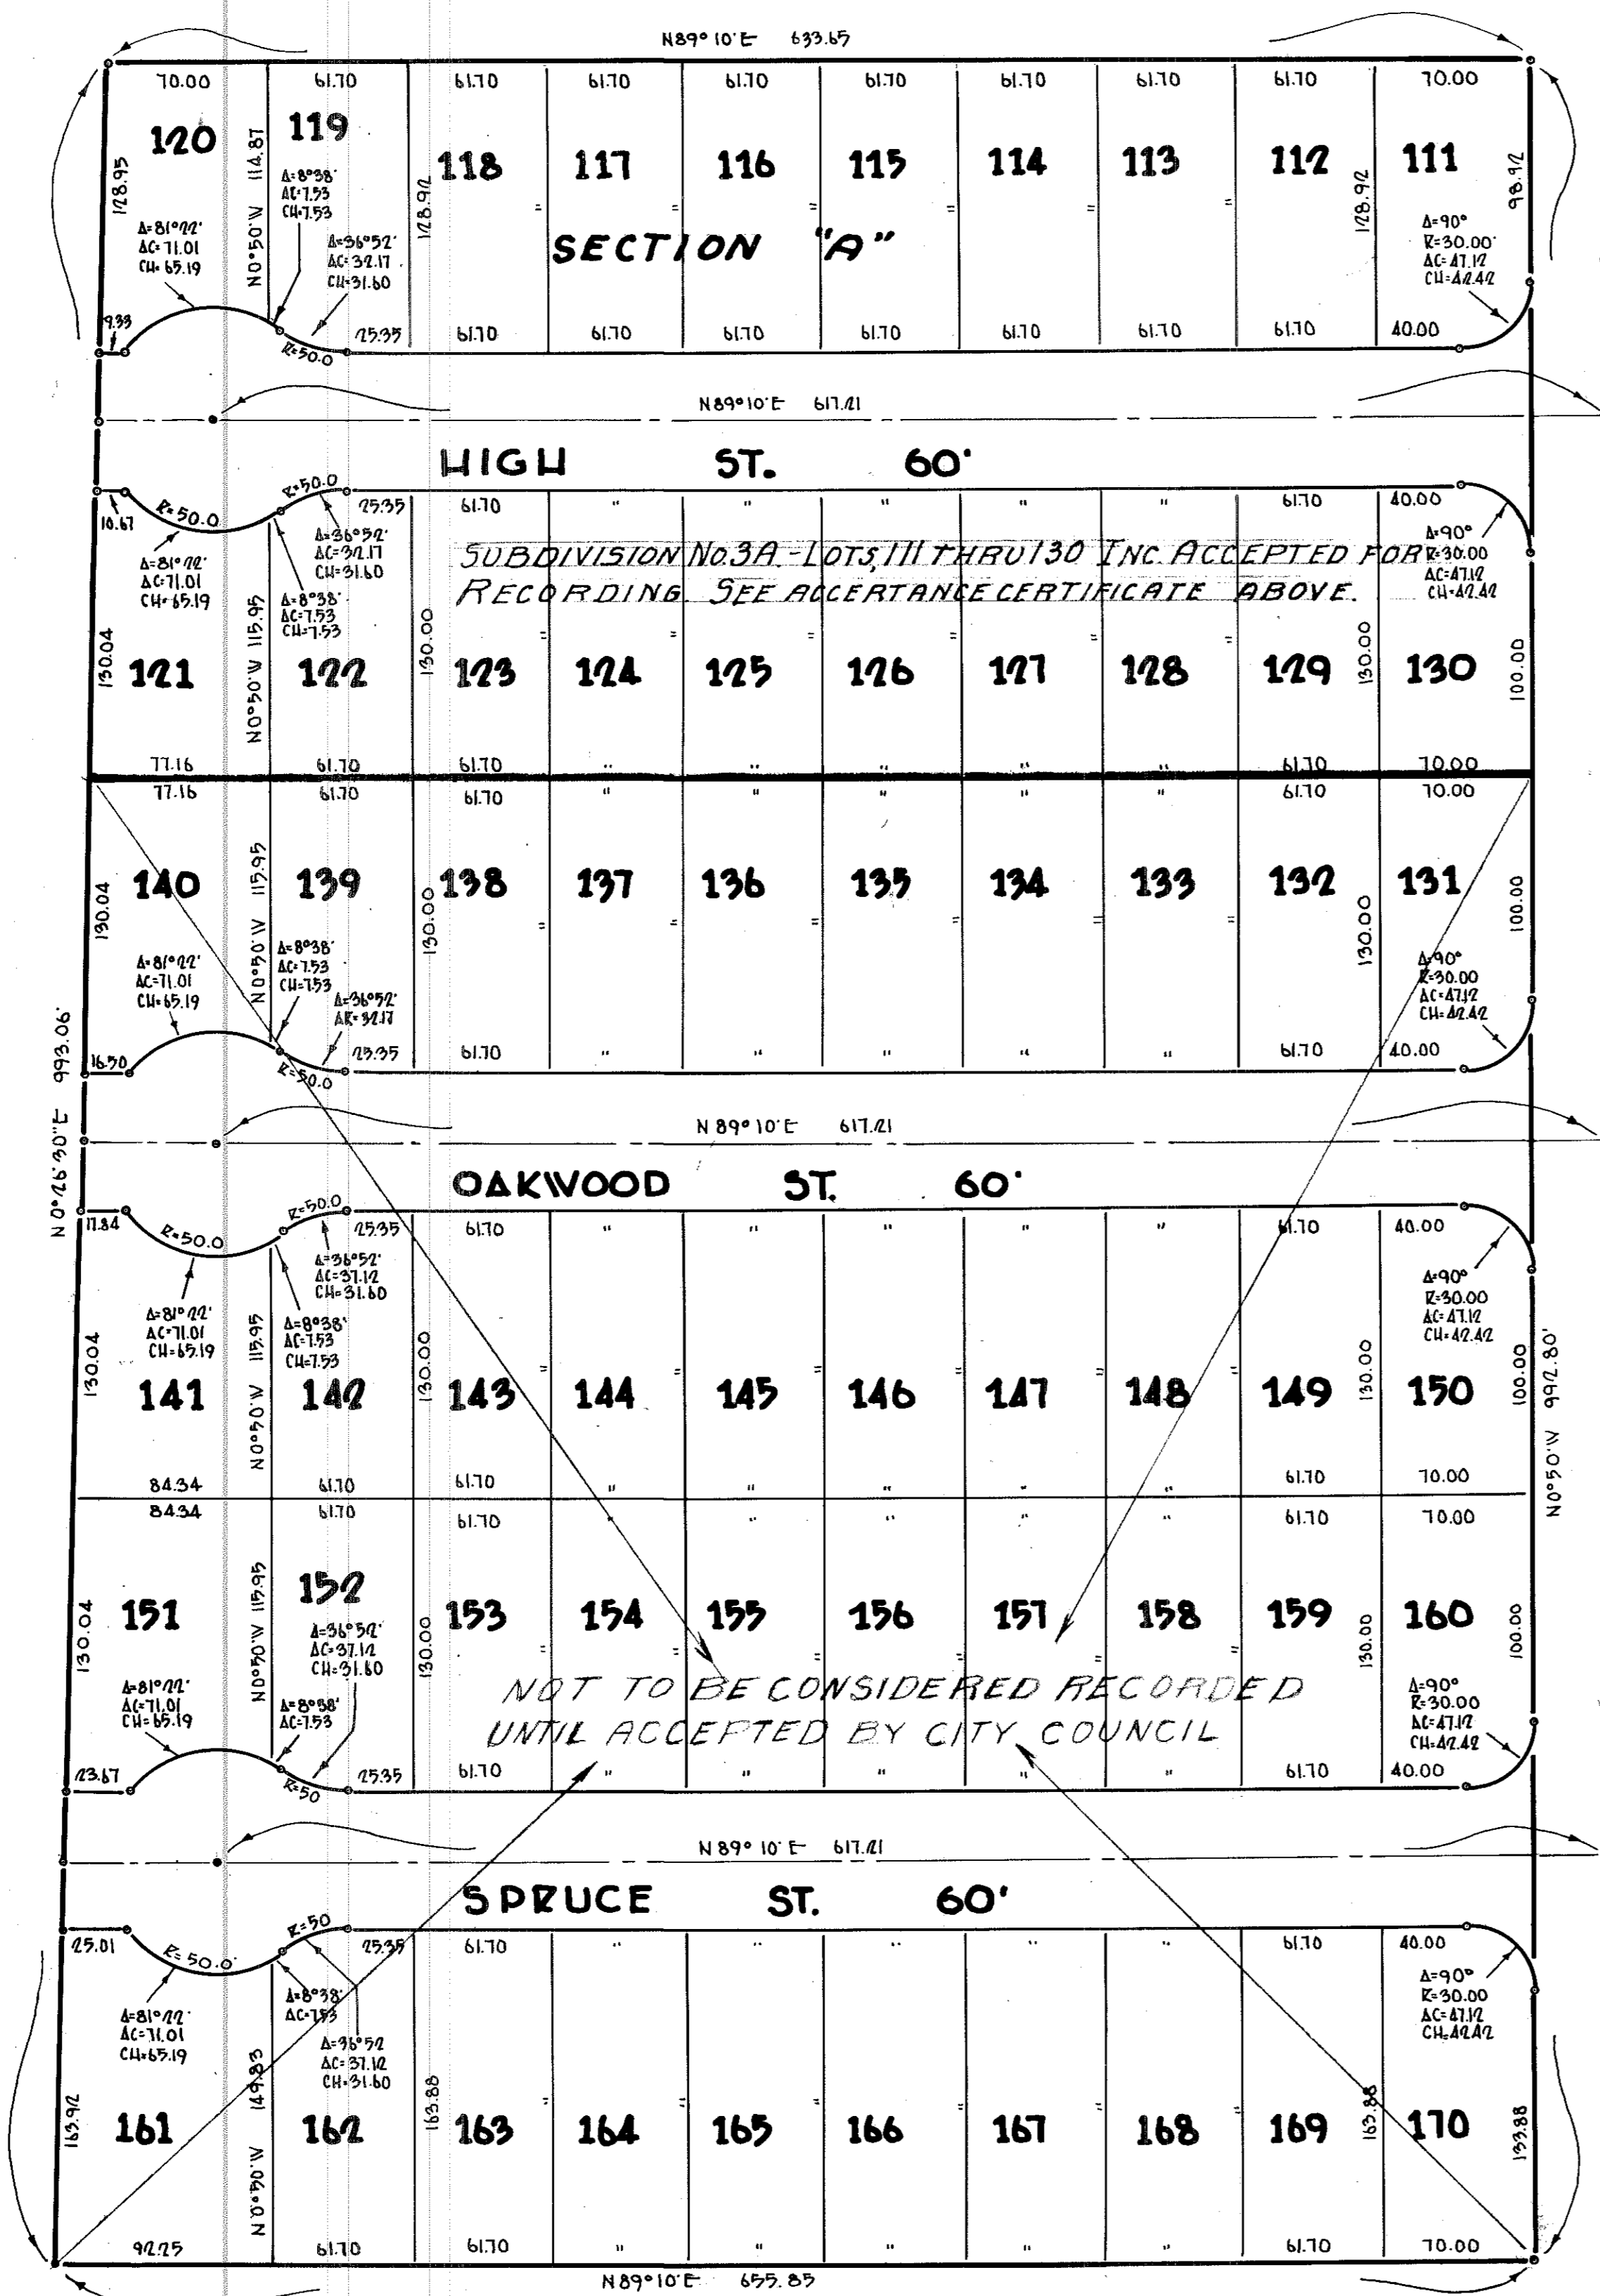 N89°10'E 633.65
70.00 61.70 61.70 61.70 61.70 61.70 61.70 61.70 61.70 70.00
120 119 118 117 116 115 114 113 112 111
128.95
N0°50'W 114.87
128.92
128.92
98.92
Δ=8°38'
AC=7.53
CH=7.53
Δ=81°22'
AC=71.01
CH=65.19
Δ=36°52'
AC=32.17
CH=31.60
SECTION "A"
Δ=90°
R=30.00'
AC=47.12
CH=42.42
9.33 R=50.0 25.35 61.70 61.70 61.70 61.70 61.70 61.70 61.70 40.00
N89°10'E 617.21
HIGH ST. 60'
10.67 R=50.0 R=50.0 25.35 61.70 " " " " " 61.70 40.00
Δ=81°22'
AC=71.01
CH=65.19
Δ=36°52'
AC=32.17
CH=31.60
Δ=8°38'
AC=7.53
CH=7.53
Δ=90°
R=30.00
AC=47.12
CH=42.42
SUBDIVISION No.3A.-LOTS,111 THRU 130 INC. ACCEPTED FOR
RECORDING. SEE ACCERTANCE CERTIFICATE ABOVE.
130.04
N0°50'W 115.95
130.00
130.00
100.00
121 122 123 124 125 126 127 128 129 130
77.16 61.70 61.70 " " " " " 61.70 70.00
77.16 61.70 61.70 " " " " " 61.70 70.00
140 139 138 137 136 135 134 133 132 131
130.04
N0°50'W 115.95
130.00
130.00
100.00
Δ=8°38'
AC=7.53
CH=7.53
Δ=81°22'
AC=71.01
CH=65.19
Δ=36°52'
AR=32.17
Δ=90°
R=30.00
AC=47.12
CH=42.42
16.50 R=50.0 25.35 61.70 " " " " " 61.70 40.00
N0°26'30"E 993.06'
N89°10'E 617.21
OAKWOOD ST. 60'
17.84 R=50.0 R=50.0 25.35 61.70 " " " " 61.70 40.00
Δ=36°52'
AC=37.12
CH=31.60
Δ=81°22'
AC=71.01
CH=65.19
Δ=8°38'
AC=7.53
CH=7.53
Δ=90°
R=30.00
AC=47.12
CH=42.42
130.04
N0°50'W 115.95
130.00
130.00
100.00
N0°50'W 992.80'
141 142 143 144 145 146 147 148 149 150
84.34 61.70 61.70 " " " " " 61.70 70.00
84.34 61.70 61.70 " " " " " 61.70 70.00
151 152 153 154 155 156 157 158 159 160
130.04
N0°50'W 115.95
130.00
130.00
100.00
Δ=36°52'
AC=37.12
CH=31.60
Δ=81°22'
AC=71.01
CH=65.19
Δ=8°38'
AC=7.53
Δ=90°
R=30.00
AC=47.12
CH=42.42
NOT TO BE CONSIDERED RECORDED
UNTIL ACCEPTED BY CITY COUNCIL
23.67 R=50 25.35 61.70 " " " " " 61.70 40.00
N89°10'E 617.21
SPRUCE ST. 60'
25.01 R=50.0' R=50 25.35 61.70 " " " " " 61.70 40.00
Δ=81°22'
AC=71.01
CH=65.19
Δ=8°38'
AC=7.53
Δ=36°52
AC=37.12
CH=31.60
Δ=90°
R=30.00
AC=47.12
CH=42.42
163.92
N0°50'W 149.83
163.88
163.88
133.88
161 162 163 164 165 166 167 168 169 170
92.25 61.70 61.70 " " " " " 61.70 70.00
N89°10'E 655.85